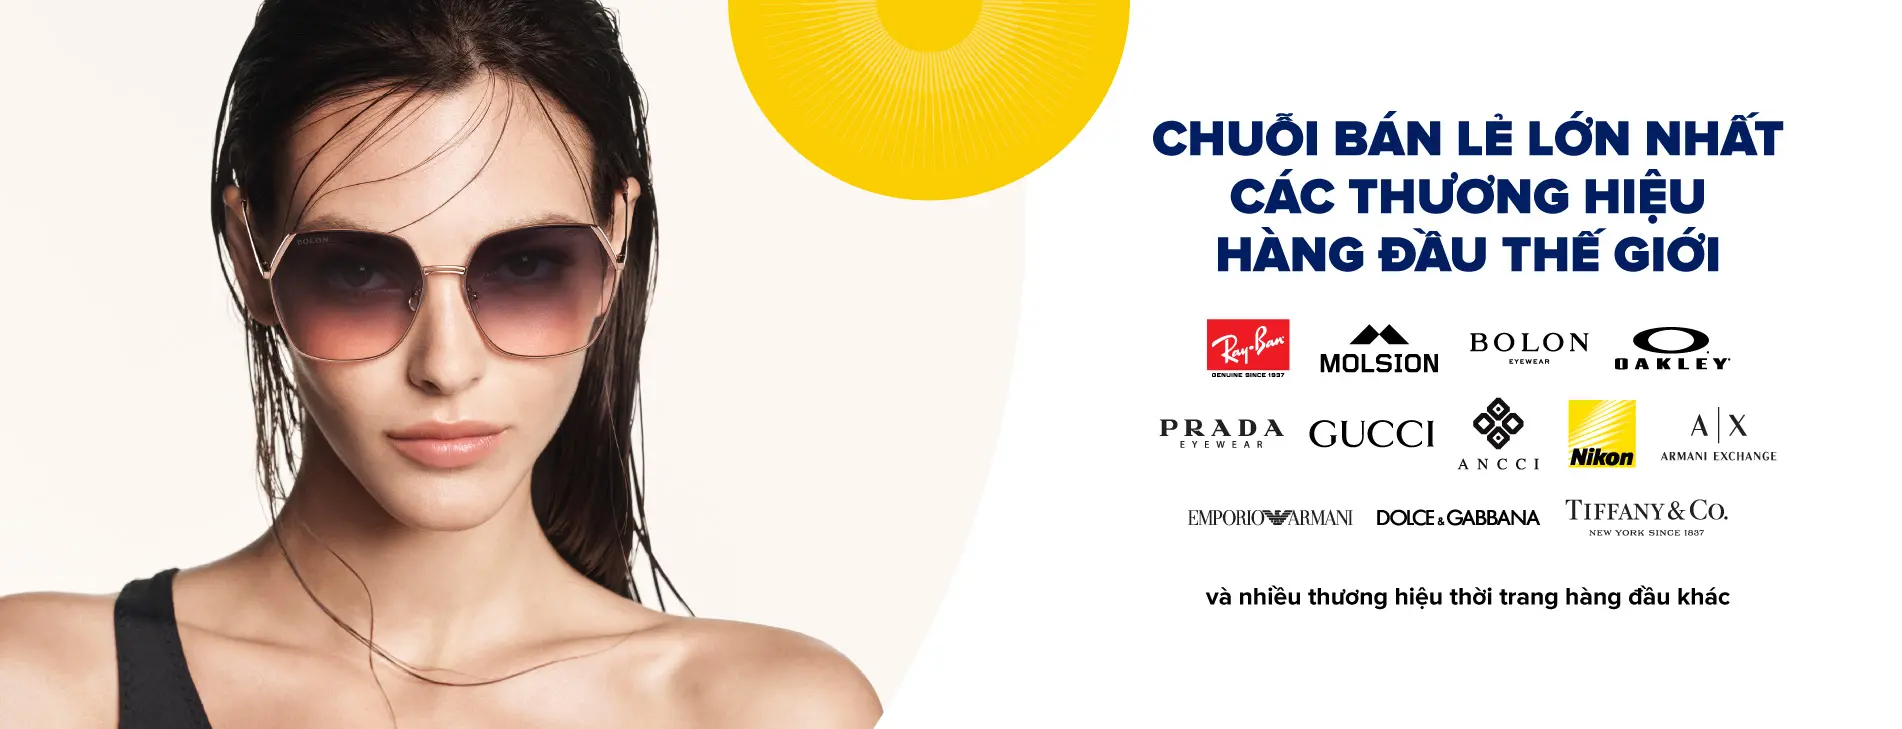 BOLON
CHUỖI BÁN LẺ LỚN NHẤT
CÁC THƯƠNG HIỆU
HÀNG ĐẦU THẾ GIỚI
Ray-Ban
GENUINE SINCE 1937
MOLSION
BOLON
EYEWEAR
OAKLEY
PRADA
EYEWEAR
GUCCI
ANCCI
Nikon
A|X
ARMANI EXCHANGE
EMPORIO ARMANI
DOLCE & GABBANA
TIFFANY & CO.
NEW YORK SINCE 1837
và nhiều thương hiệu thời trang hàng đầu khác